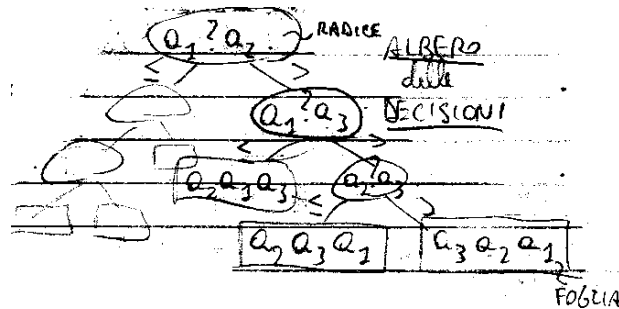 a₁ ? a₂
RADICE
ALBERO
delle
DECISIONI
≤ >
a₁ ? a₃
≤ >
a₂ a₁ a₃
a₂ ? a₃
≤ >
a₂ a₃ a₁
a₃ a₂ a₁
FOGLIA